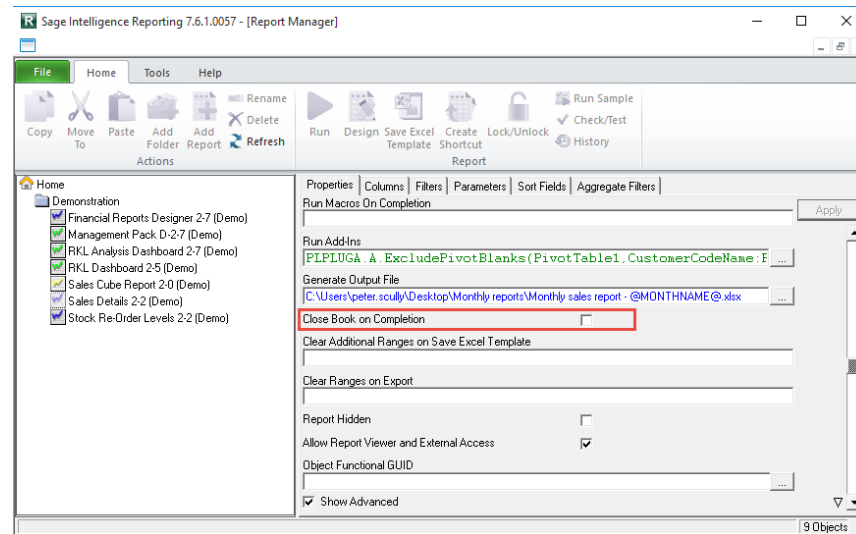 Sage Intelligence Reporting 7.6.1.0057 - [Report Manager]
File Home Tools Help
Copy
Move To
Paste
Add Folder
Add Report
Rename
Delete
Refresh
Actions
Run
Design
Save Excel Template
Create Shortcut
Lock/Unlock
Run Sample
Check/Test
History
Report
Home
Demonstration
Financial Reports Designer 2-7 (Demo)
Management Pack D-2-7 (Demo)
RKL Analysis Dashboard 2-7 (Demo)
RKL Dashboard 2-5 (Demo)
Sales Cube Report 2-0 (Demo)
Sales Details 2-2 (Demo)
Stock Re-Order Levels 2-2 (Demo)
Properties Columns Filters Parameters Sort Fields Aggregate Filters
Run Macros On Completion
Apply
Run Add-Ins
PLPLUGA.A.ExcludePivotBlanks(PivotTable1,CustomerCodeName:
...
Generate Output File
C:\Users\peter.scully\Desktop\Monthly reports\Monthly sales report - @MONTHNAME@.xlsx
...
Close Book on Completion
Clear Additional Ranges on Save Excel Template
Clear Ranges on Export
Report Hidden
Allow Report Viewer and External Access
Object Functional GUID
...
Show Advanced
9 Objects